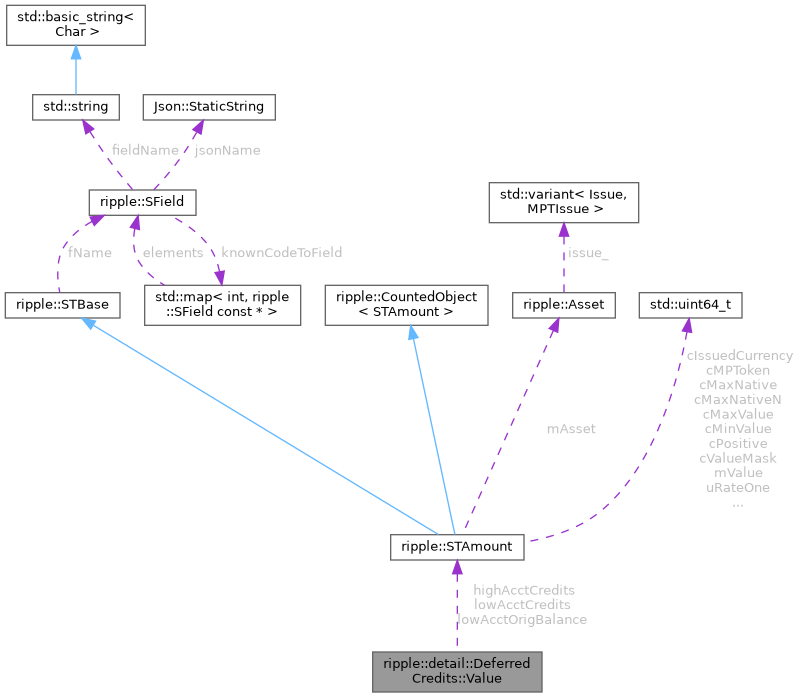 std::basic_string<
Char >
std::string
Json::StaticString
fieldName
jsonName
ripple::SField
std::variant< Issue,
MPTIssue >
fName
elements
knownCodeToField
issue_
ripple::STBase
std::map< int, ripple
::SField const * >
ripple::CountedObject
< STAmount >
ripple::Asset
std::uint64_t
mAsset
cIssuedCurrency
cMPToken
cMaxNative
cMaxNativeN
cMaxValue
cMinValue
cPositive
cValueMask
mValue
uRateOne
...
ripple::STAmount
highAcctCredits
lowAcctCredits
lowAcctOrigBalance
ripple::detail::Deferred
Credits::Value